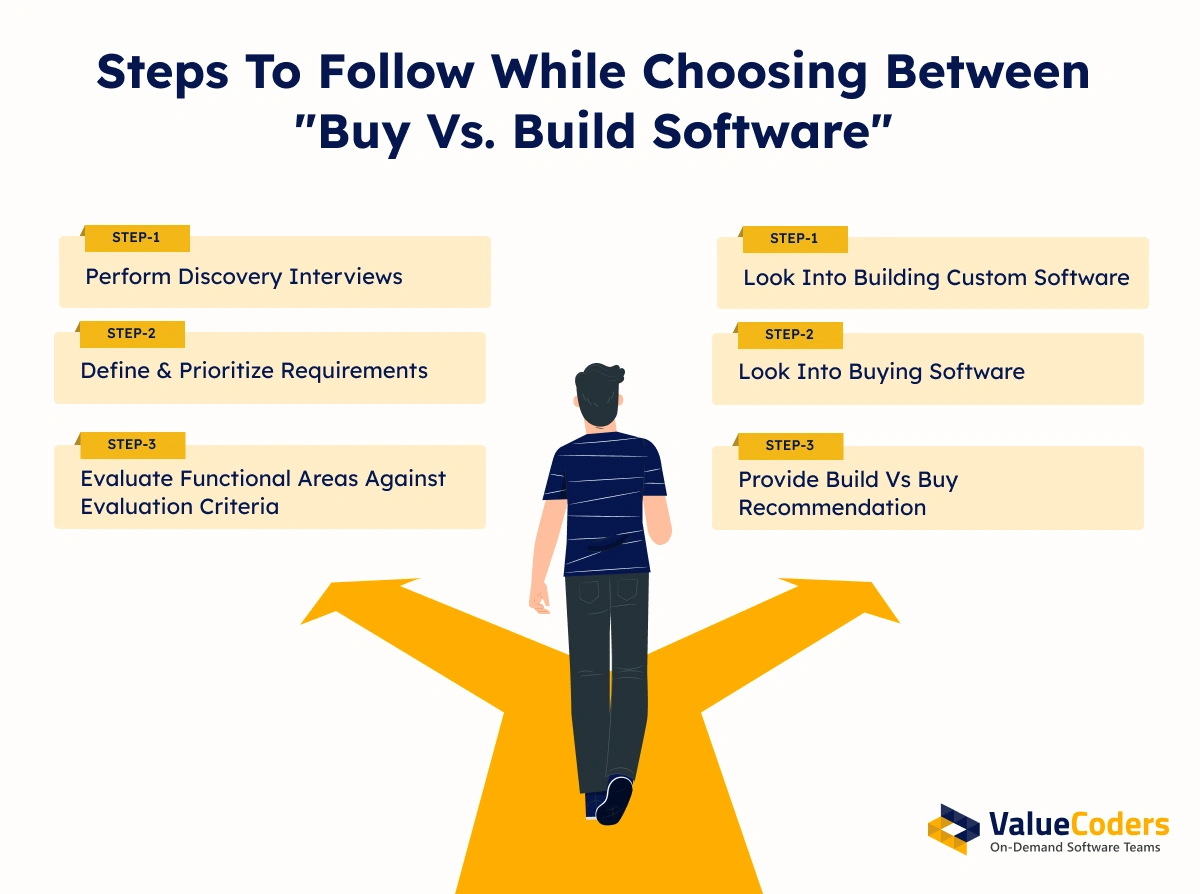 Steps To Follow While Choosing Between
"Buy Vs. Build Software"
STEP-1
Perform Discovery Interviews
STEP-2
Define & Prioritize Requirements
STEP-3
Evaluate Functional Areas Against
Evaluation Criteria
STEP-1
Look Into Building Custom Software
STEP-2
Look Into Buying Software
STEP-3
Provide Build Vs Buy
Recommendation
ValueCoders
On-Demand Software Teams